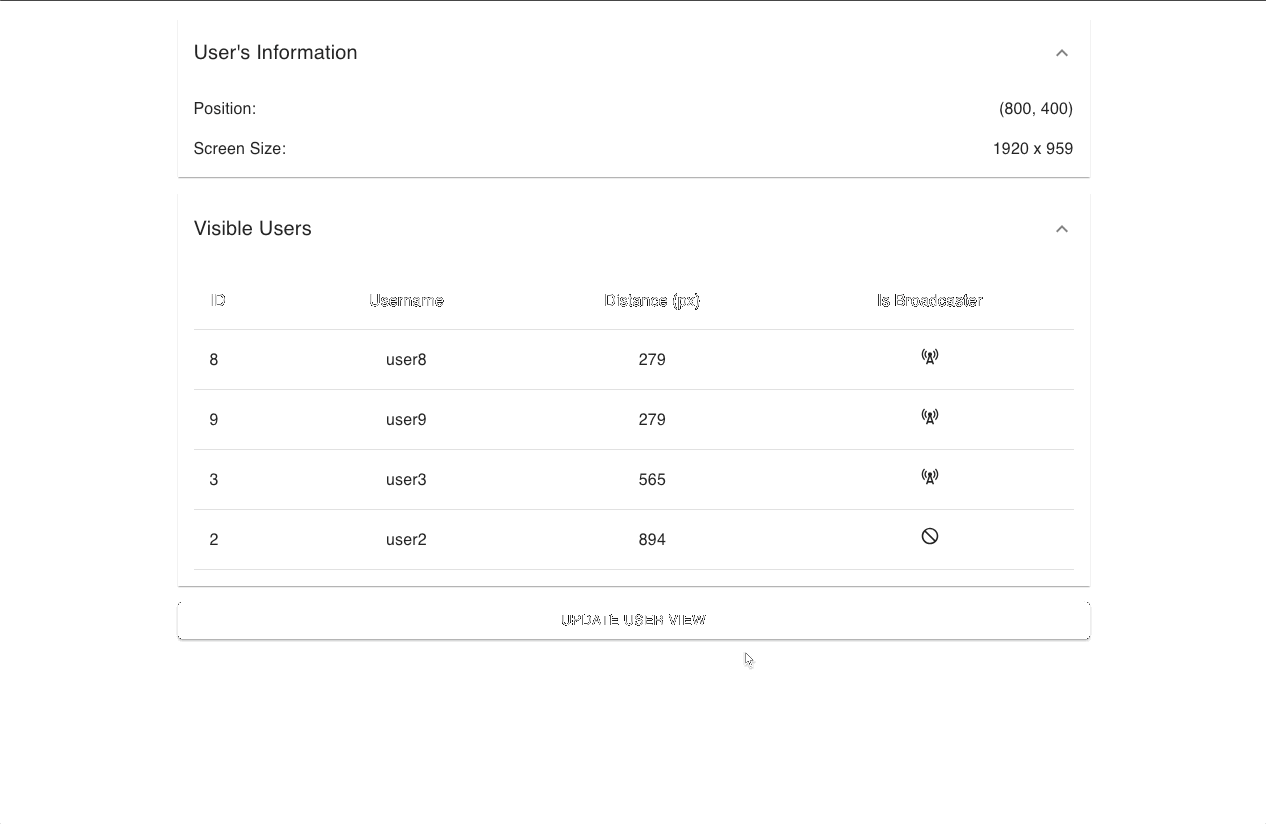 User's Information
Position: (800, 400)
Screen Size: 1920 x 959
Visible Users
ID Username Distance (px) Is Broadcaster
8 user8 279
9 user9 279
3 user3 565
2 user2 894
UPDATE USER VIEW